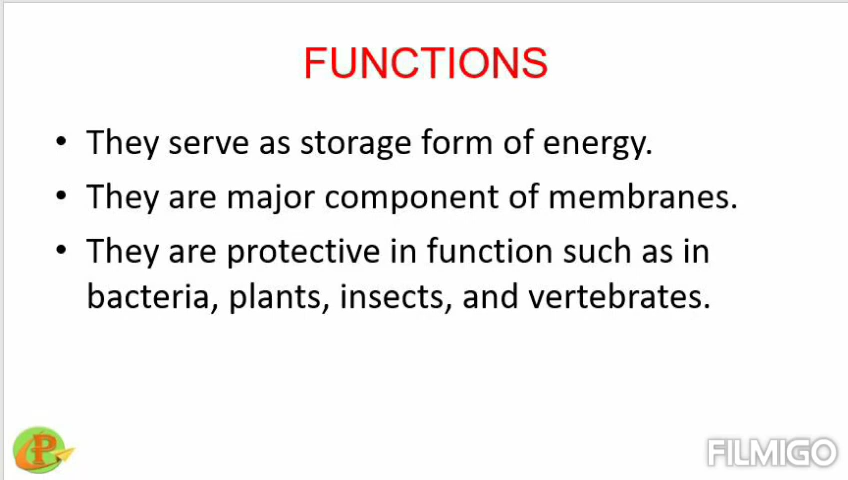 FUNCTIONS
• They serve as storage form of energy.
• They are major component of membranes.
• They are protective in function such as in
bacteria, plants, insects, and vertebrates.
P
FILMIGO